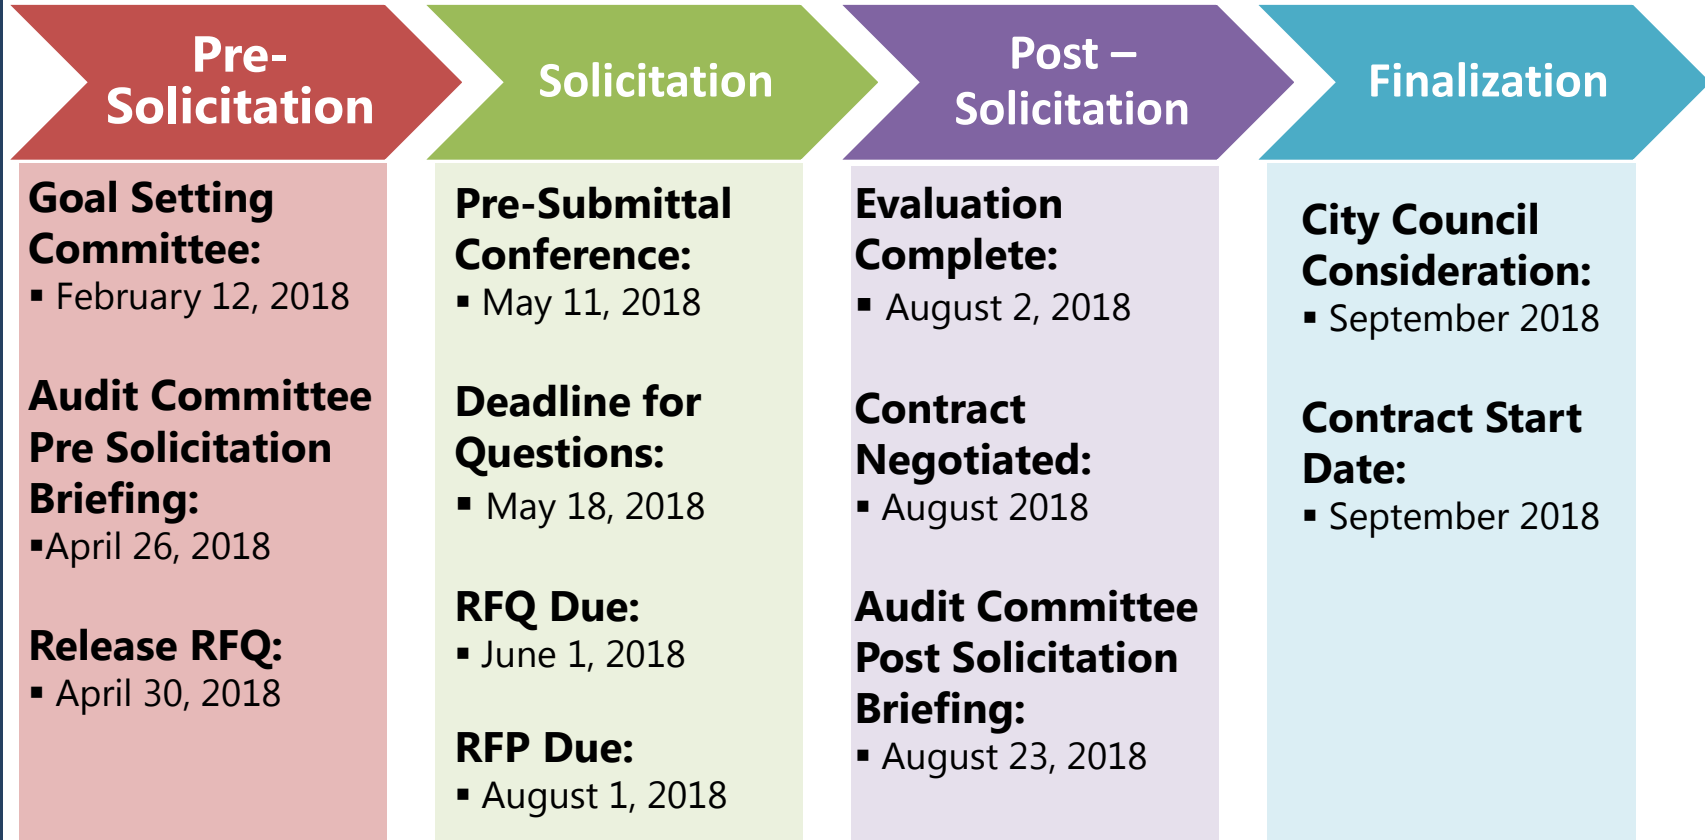 Pre-
Solicitation
Goal Setting
Committee:
▪ February 12, 2018
Audit Committee
Pre Solicitation
Briefing:
▪April 26, 2018
Release RFQ:
▪ April 30, 2018
Solicitation
Pre-Submittal
Conference:
▪ May 11, 2018
Deadline for
Questions:
▪ May 18, 2018
RFQ Due:
▪ June 1, 2018
RFP Due:
▪ August 1, 2018
Post –
Solicitation
Evaluation
Complete:
▪ August 2, 2018
Contract
Negotiated:
▪ August 2018
Audit Committee
Post Solicitation
Briefing:
▪ August 23, 2018
Finalization
City Council
Consideration:
▪ September 2018
Contract Start
Date:
▪ September 2018